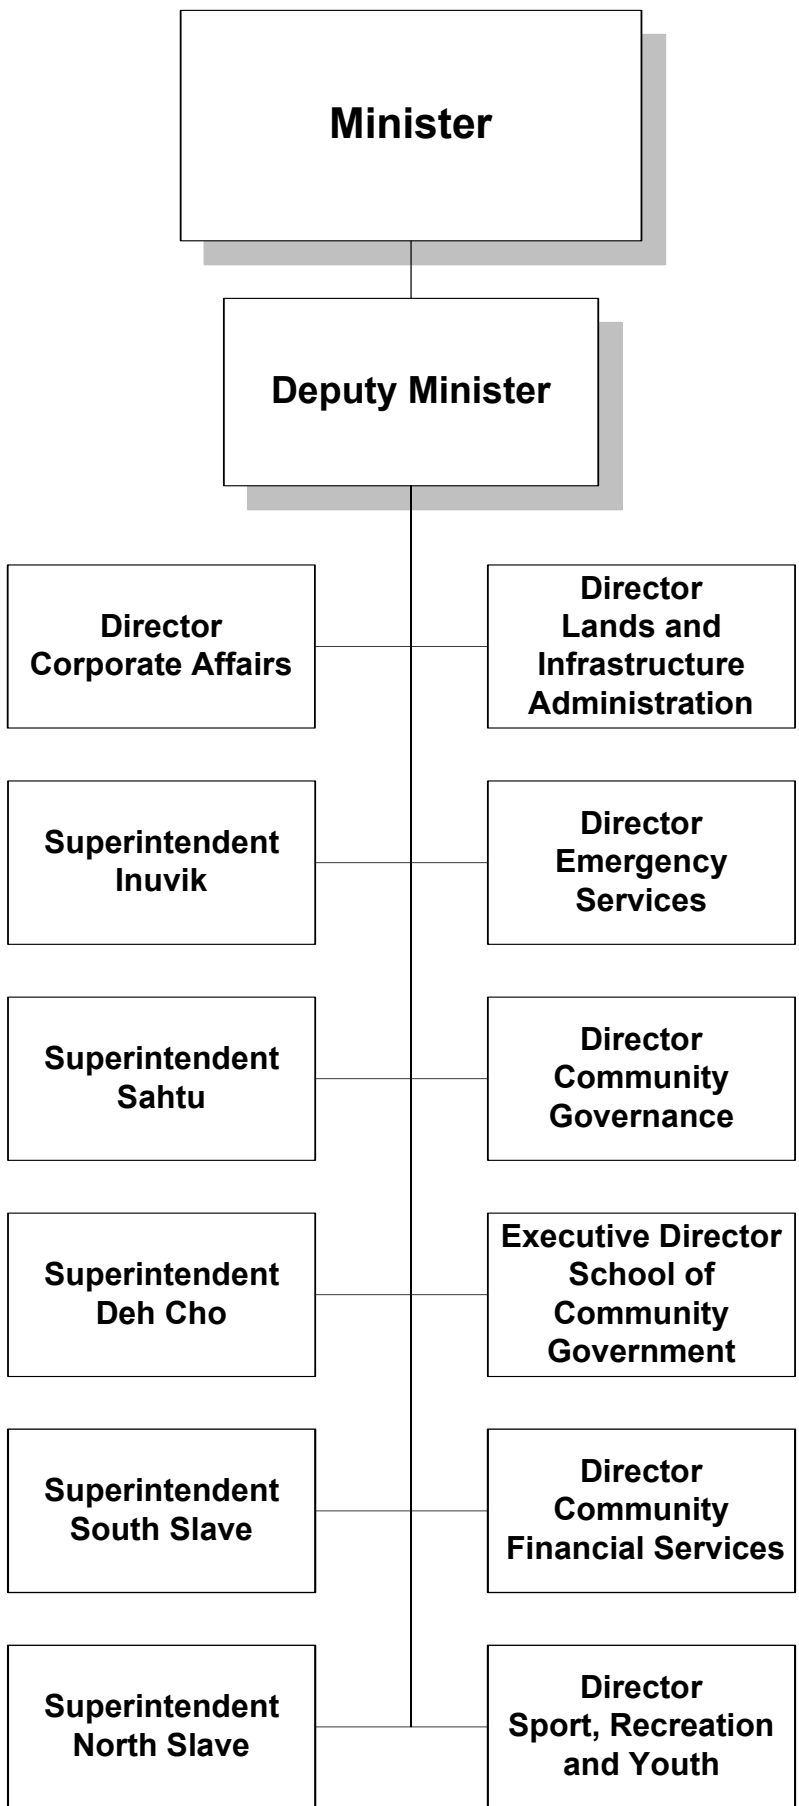 Minister
Deputy Minister
Director
Corporate Affairs
Director
Lands and
Infrastructure
Administration
Superintendent
Inuvik
Director
Emergency
Services
Superintendent
Sahtu
Director
Community
Governance
Superintendent
Deh Cho
Executive Director
School of
Community
Government
Superintendent
South Slave
Director
Community
Financial Services
Superintendent
North Slave
Director
Sport, Recreation
and Youth